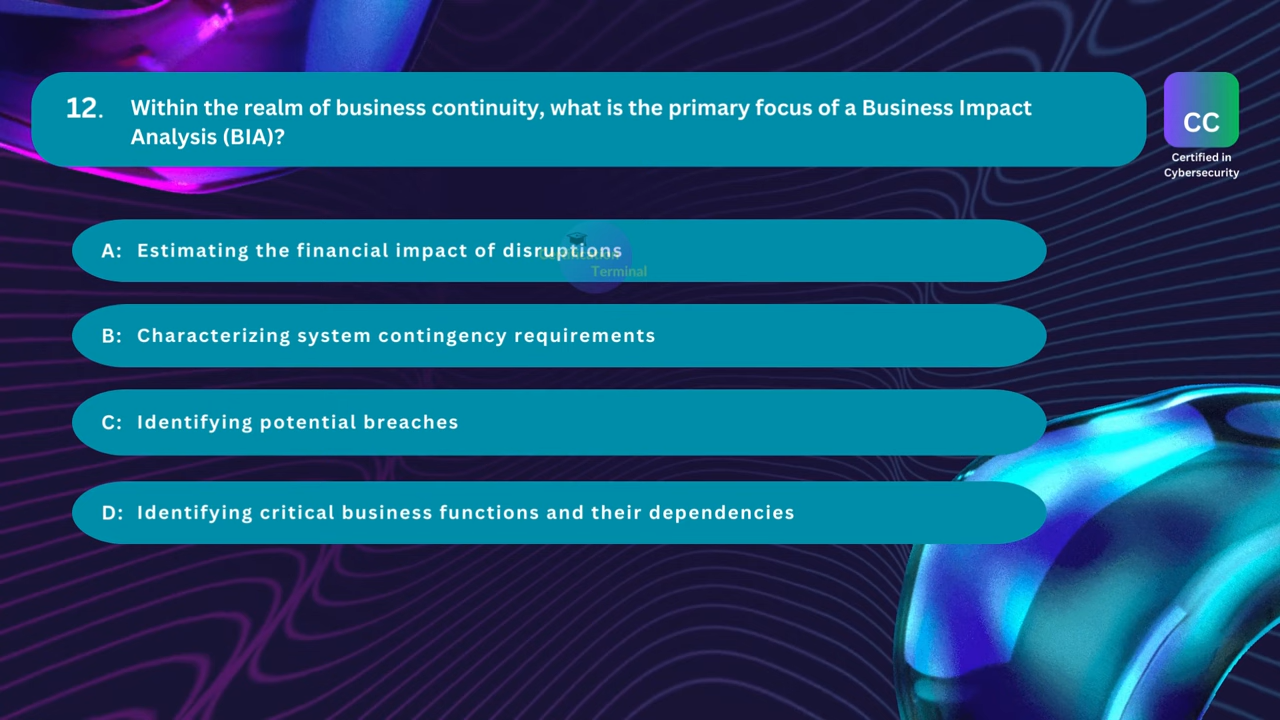 12. Within the realm of business continuity, what is the primary focus of a Business Impact
Analysis (BIA)?
CC
Certified in
Cybersecurity
A: Estimating the financial impact of disruptions
Certification
Terminal
B: Characterizing system contingency requirements
C: Identifying potential breaches
D: Identifying critical business functions and their dependencies